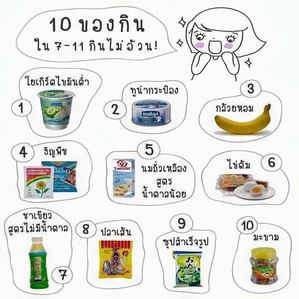 10 ของกิน
ใน 7-11 กินไม่อ้วน!
โยเกิร์ตไขมันต่ำ
1
ทูน่ากระป๋อง
2
3
กล้วยหอม
4
ธัญพืช
5
นมถั่วเหลือง
สูตร
น้ำตาลน้อย
ไข่ต้ม
6
ชาเขียว
สูตรไม่มีน้ำตาล
7
8
ปลาเส้น
9
ซุปสำเร็จรูป
10
มะขาม